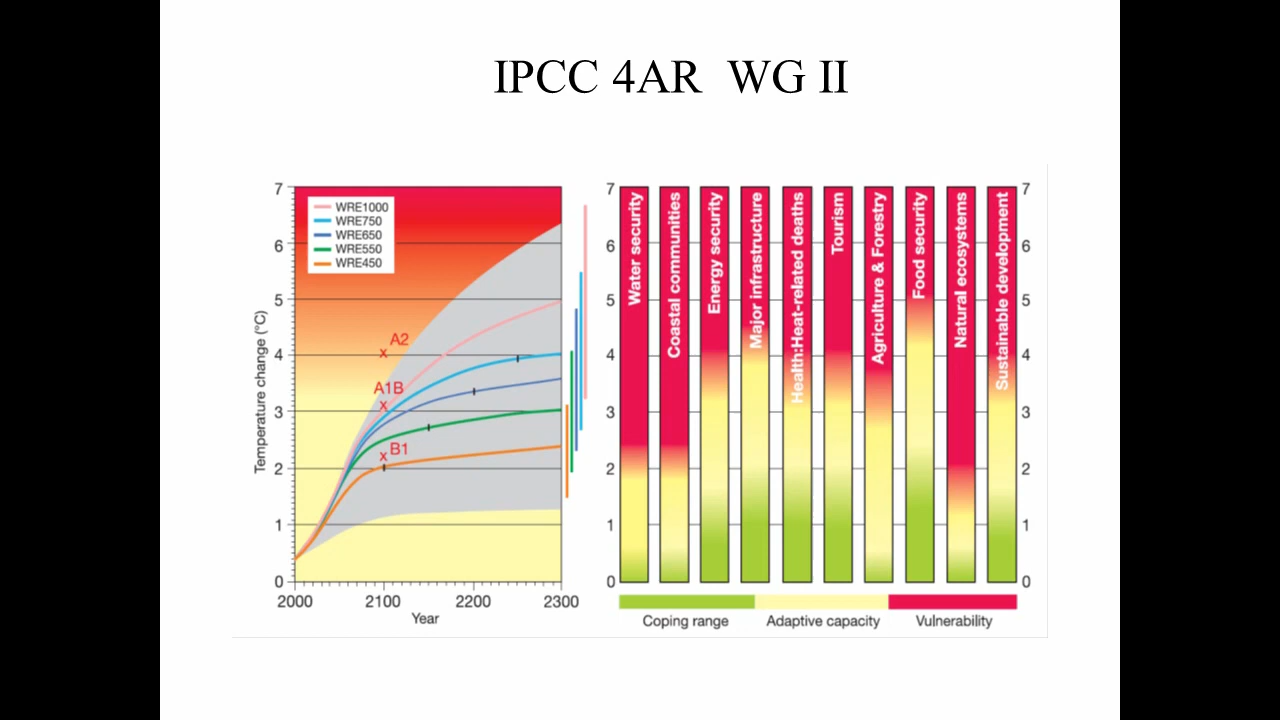 IPCC 4AR WG II
7
6
5
4
3
2
1
0
Temperature change (°C)
WRE1000
WRE750
WRE650
WRE550
WRE450
A2
A1B
B1
2000 2100 2200 2300
Year
7
6
5
4
3
2
1
0
Water security
Coastal communities
Energy security
Major infrastructure
Health:Heat-related deaths
Tourism
Agriculture & Forestry
Food security
Natural ecosystems
Sustainable development
7
6
5
4
3
2
1
0
Coping range
Adaptive capacity
Vulnerability